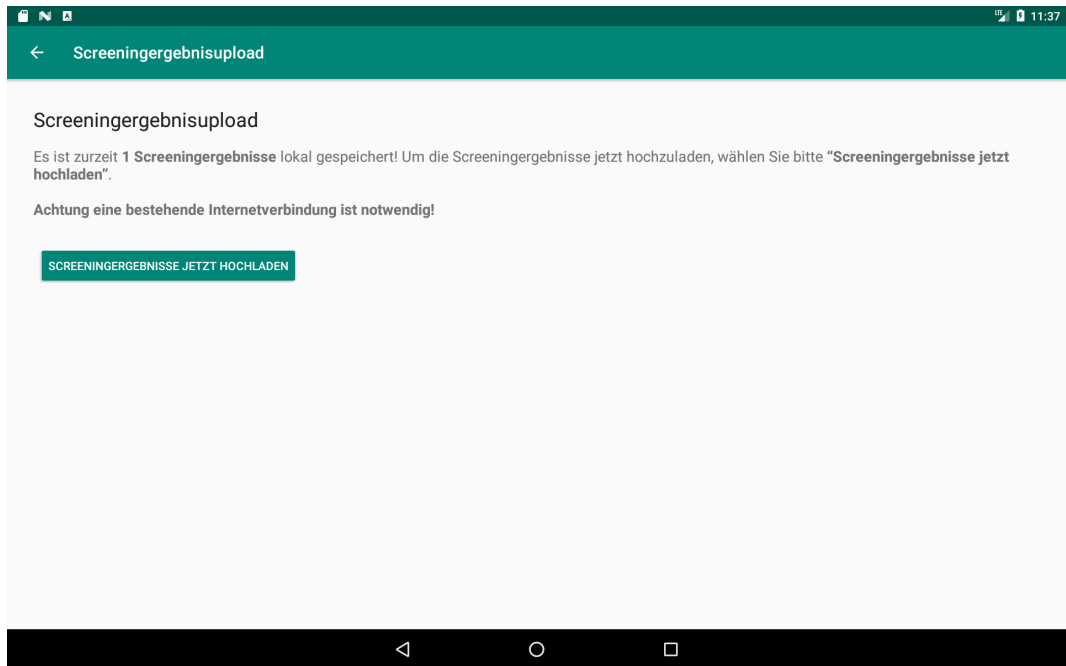 LTE 11:37
Screeningergebnisupload
Screeningergebnisupload
Es ist zurzeit 1 Screeningergebnisse lokal gespeichert! Um die Screeningergebnisse jetzt hochzuladen, wählen Sie bitte “Screeningergebnisse jetzt
hochladen”.
Achtung eine bestehende Internetverbindung ist notwendig!
SCREENINGERGEBNISSE JETZT HOCHLADEN